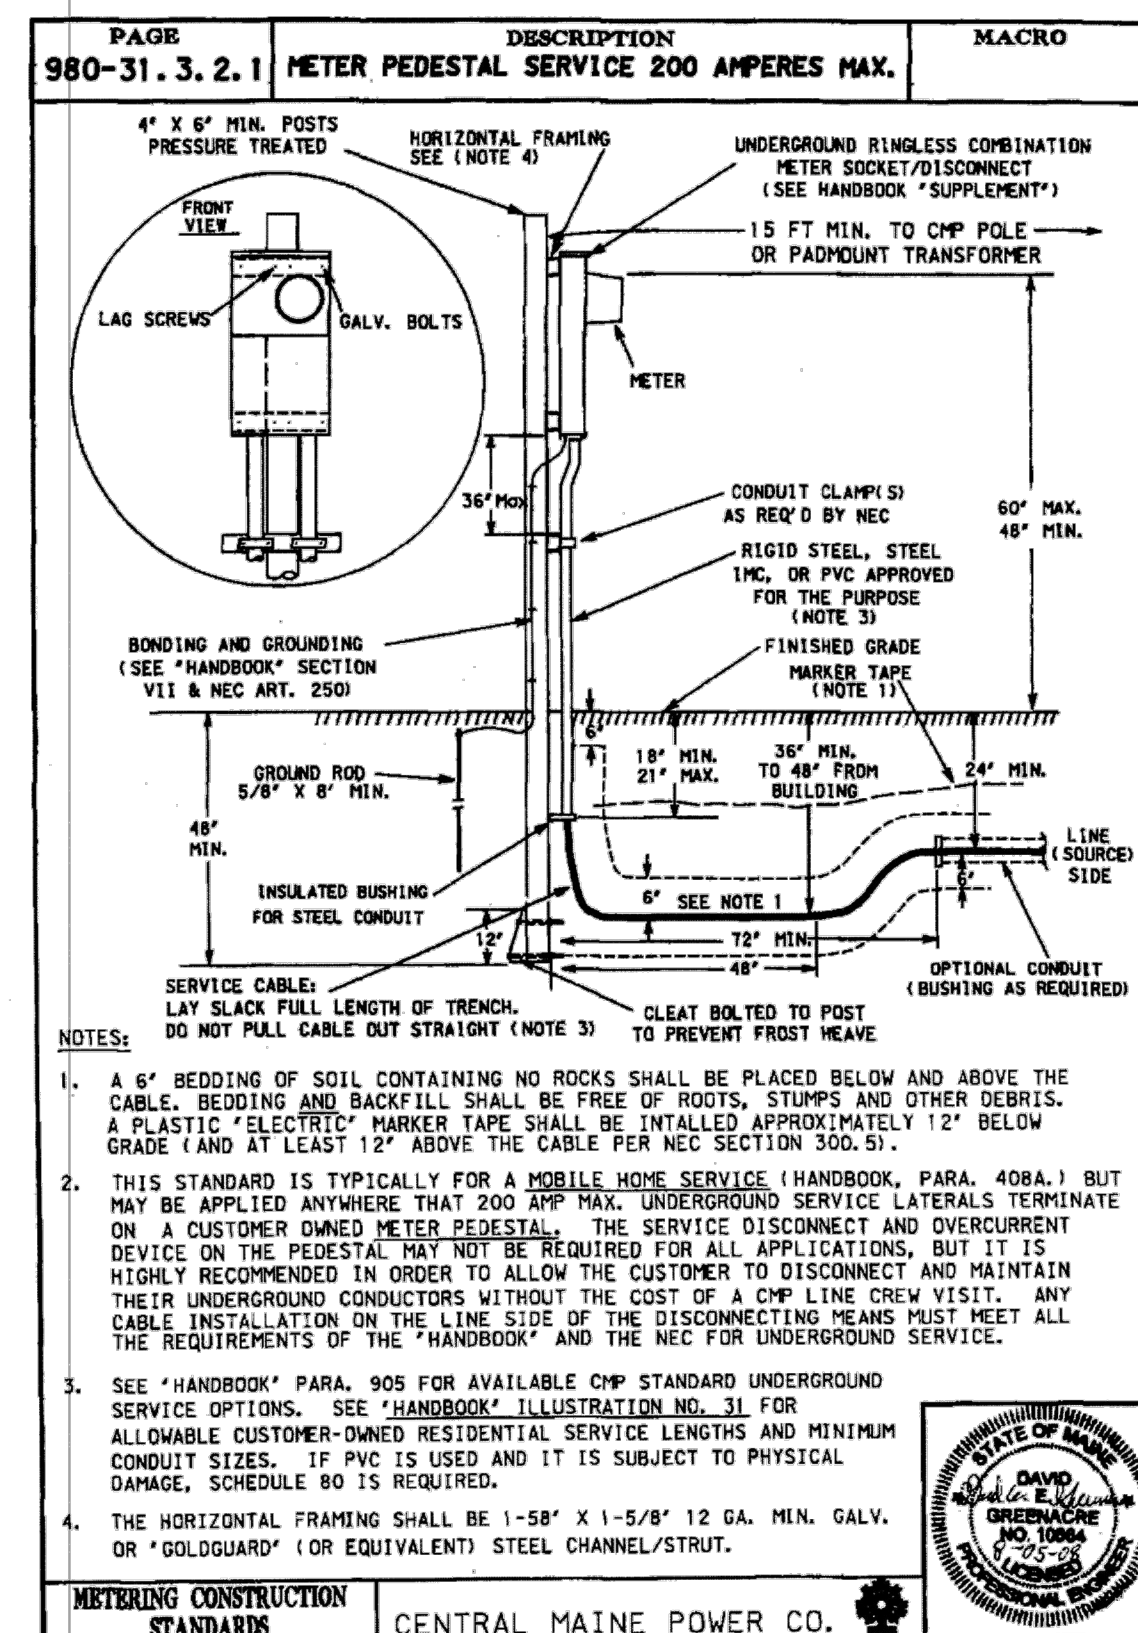 PAGE
980-31.3.2.1
DESCRIPTION
METER PEDESTAL SERVICE 200 AMPERES MAX.
MACRO
4" X 6" MIN. POSTS
PRESSURE TREATED
HORIZONTAL FRAMING
SEE (NOTE 4)
UNDERGROUND RINGLESS COMBINATION
METER SOCKET/DISCONNECT
(SEE HANDBOOK "SUPPLEMENT")
FRONT
VIEW
15 FT MIN. TO CMP POLE
OR PADMOUNT TRANSFORMER
LAG SCREWS
GALV. BOLTS
METER
36" Max
CONDUIT CLAMP(S)
AS REQ'D BY NEC
60" MAX.
48" MIN.
RIGID STEEL, STEEL
IMC, OR PVC APPROVED
FOR THE PURPOSE
(NOTE 3)
BONDING AND GROUNDING
(SEE "HANDBOOK" SECTION
VII & NEC ART. 250)
FINISHED GRADE
MARKER TAPE
(NOTE 1)
6"
18" MIN.
21" MAX.
36" MIN.
TO 48" FROM
BUILDING
24" MIN.
GROUND ROD
5/8" X 8' MIN.
48"
MIN.
LINE
(SOURCE)
SIDE
6"
INSULATED BUSHING
FOR STEEL CONDUIT
6" SEE NOTE 1
12"
72" MIN.
48"
OPTIONAL CONDUIT
(BUSHING AS REQUIRED)
SERVICE CABLE:
LAY SLACK FULL LENGTH OF TRENCH.
DO NOT PULL CABLE OUT STRAIGHT (NOTE 3)
CLEAT BOLTED TO POST
TO PREVENT FROST HEAVE
NOTES:
1. A 6" BEDDING OF SOIL CONTAINING NO ROCKS SHALL BE PLACED BELOW AND ABOVE THE
CABLE. BEDDING AND BACKFILL SHALL BE FREE OF ROOTS, STUMPS AND OTHER DEBRIS.
A PLASTIC "ELECTRIC" MARKER TAPE SHALL BE INTALLED APPROXIMATELY 12" BELOW
GRADE (AND AT LEAST 12" ABOVE THE CABLE PER NEC SECTION 300.5).
2. THIS STANDARD IS TYPICALLY FOR A MOBILE HOME SERVICE (HANDBOOK, PARA. 408A.) BUT
MAY BE APPLIED ANYWHERE THAT 200 AMP MAX. UNDERGROUND SERVICE LATERALS TERMINATE
ON A CUSTOMER OWNED METER PEDESTAL. THE SERVICE DISCONNECT AND OVERCURRENT
DEVICE ON THE PEDESTAL MAY NOT BE REQUIRED FOR ALL APPLICATIONS, BUT IT IS
HIGHLY RECOMMENDED IN ORDER TO ALLOW THE CUSTOMER TO DISCONNECT AND MAINTAIN
THEIR UNDERGROUND CONDUCTORS WITHOUT THE COST OF A CMP LINE CREW VISIT. ANY
CABLE INSTALLATION ON THE LINE SIDE OF THE DISCONNECTING MEANS MUST MEET ALL
THE REQUIREMENTS OF THE "HANDBOOK" AND THE NEC FOR UNDERGROUND SERVICE.
3. SEE "HANDBOOK" PARA. 905 FOR AVAILABLE CMP STANDARD UNDERGROUND
SERVICE OPTIONS. SEE "HANDBOOK" ILLUSTRATION NO. 31 FOR
ALLOWABLE CUSTOMER-OWNED RESIDENTIAL SERVICE LENGTHS AND MINIMUM
CONDUIT SIZES. IF PVC IS USED AND IT IS SUBJECT TO PHYSICAL
DAMAGE, SCHEDULE 80 IS REQUIRED.
4. THE HORIZONTAL FRAMING SHALL BE 1-58" X 1-5/8" 12 GA. MIN. GALV.
OR "GOLDGUARD" (OR EQUIVALENT) STEEL CHANNEL/STRUT.
STATE OF MAINE
DAVID
E.
GREENACRE
NO. 10864
8-05-08
LICENSED
PROFESSIONAL ENGINEER
METERING CONSTRUCTION
STANDARDS
CENTRAL MAINE POWER CO.